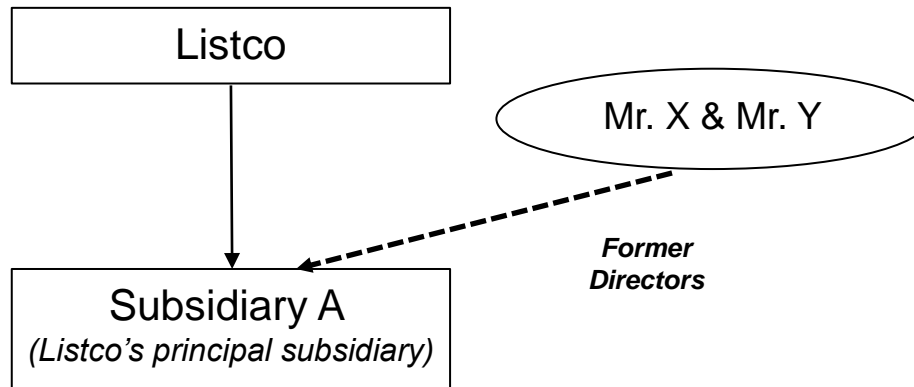 Listco
Mr. X & Mr. Y
Former
Directors
Subsidiary A
(Listco's principal subsidiary)